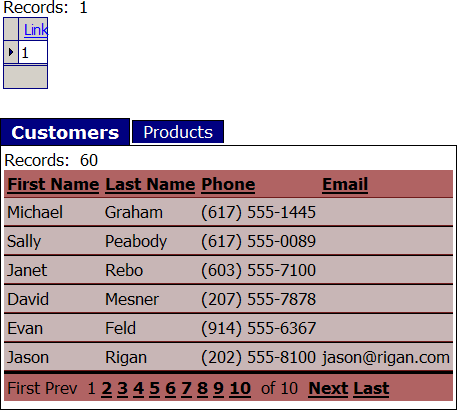 Records: 1
Link
1
Customers Products
Records: 60
First Name Last Name Phone Email
Michael Graham (617) 555-1445
Sally Peabody (617) 555-0089
Janet Rebo (603) 555-7100
David Mesner (207) 555-7878
Evan Feld (914) 555-6367
Jason Rigan (202) 555-8100 jason@rigan.com
First Prev 1 2 3 4 5 6 7 8 9 10 of 10 Next Last